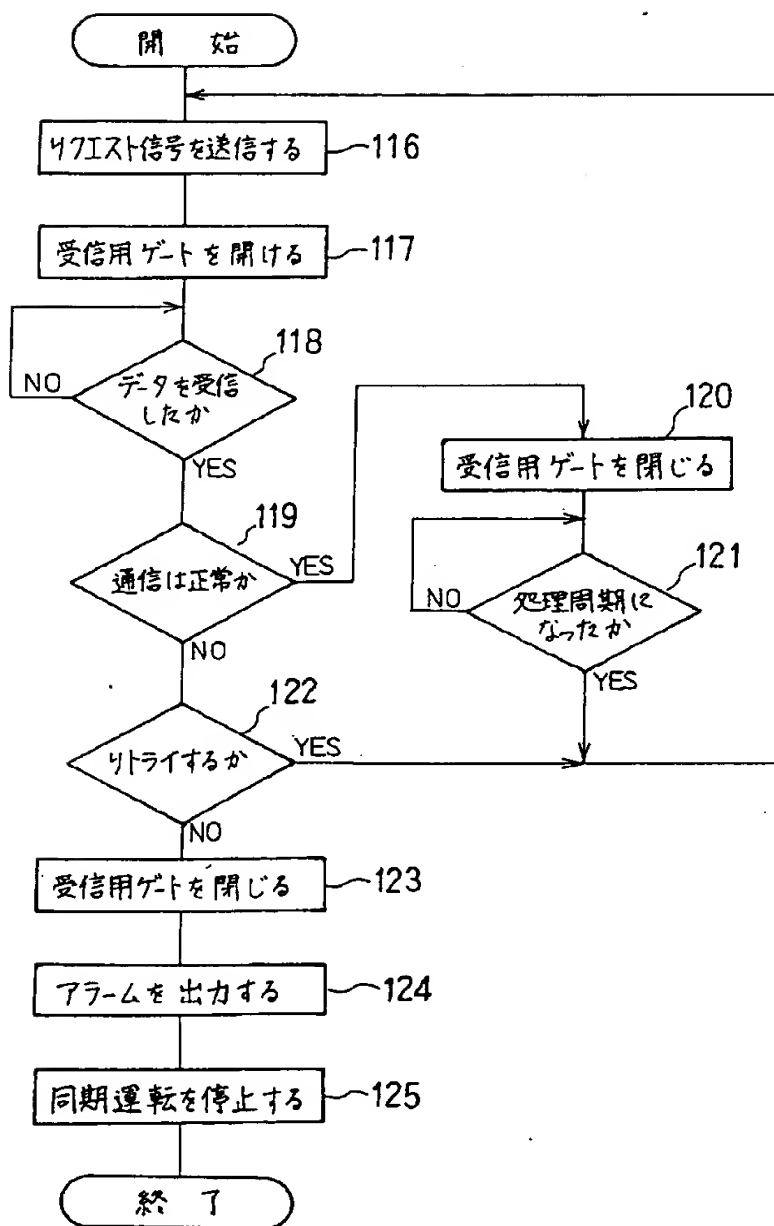 開 始
リクエスト信号を送信する
116
受信用ゲートを開ける
117
118
データを受信
したか
NO
YES
119
通信は正常か
YES
NO
120
受信用ゲートを閉じる
121
処理周期に
なったか
NO
YES
122
リトライするか
YES
NO
受信用ゲートを閉じる
123
アラームを出力する
124
同期運転を停止する
125
終 了